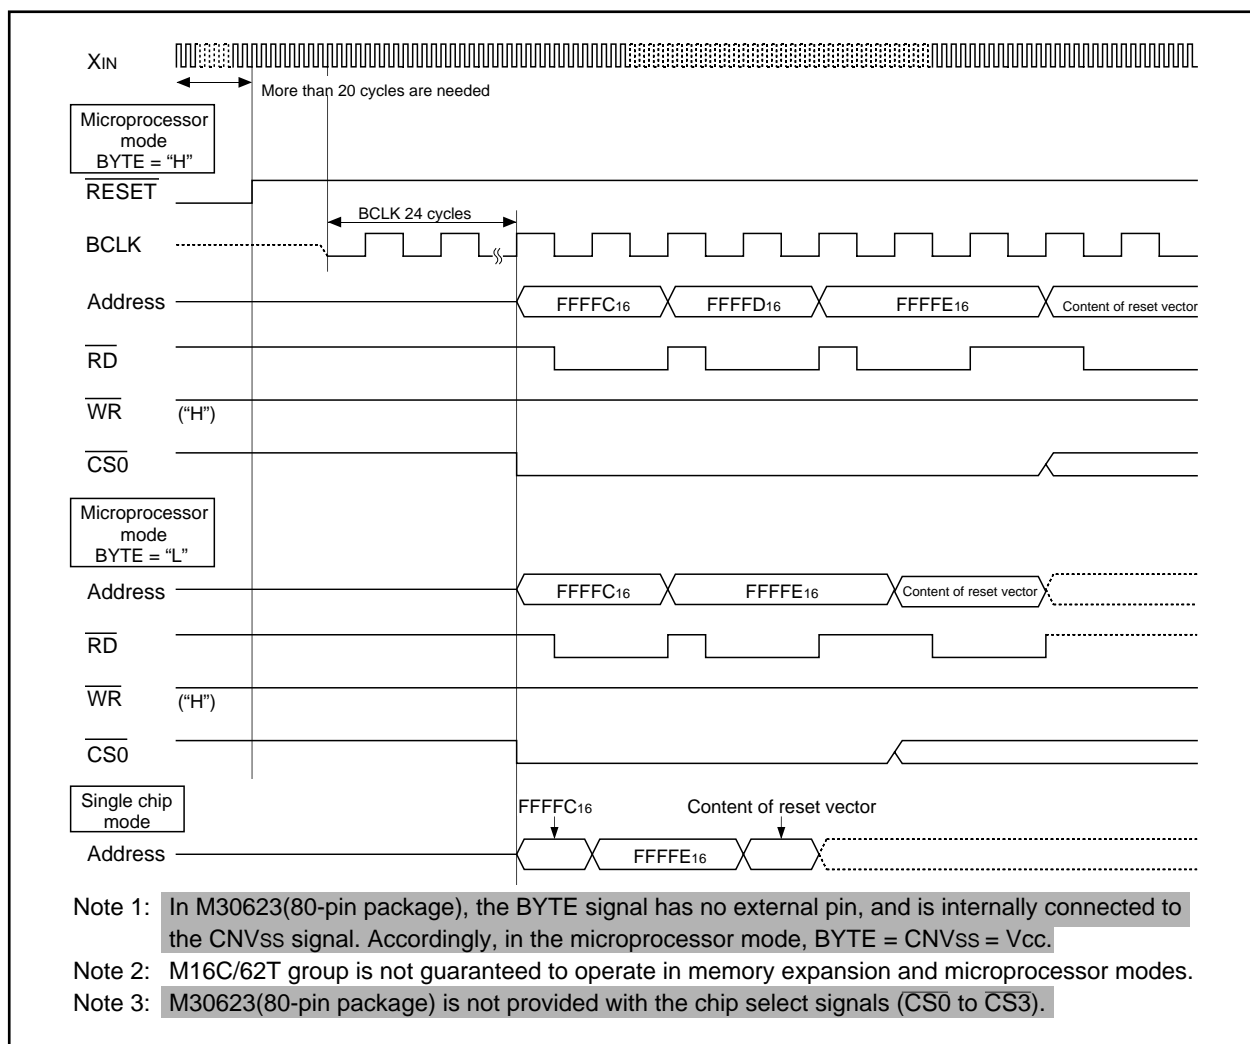 XIN
More than 20 cycles are needed
Microprocessor
mode
BYTE = “H”
RESET
BCLK 24 cycles
BCLK
Address
FFFFC16
FFFFD16
FFFFE16
Content of reset vector
RD
WR
(“H”)
CS0
Microprocessor
mode
BYTE = “L”
Address
FFFFC16
FFFFE16
Content of reset vector
RD
WR
(“H”)
CS0
Single chip
mode
FFFFC16
Content of reset vector
Address
FFFFE16
Note 1: In M30623(80-pin package), the BYTE signal has no external pin, and is internally connected to
the CNVSS signal. Accordingly, in the microprocessor mode, BYTE = CNVSS = Vcc.
Note 2: M16C/62T group is not guaranteed to operate in memory expansion and microprocessor modes.
Note 3: M30623(80-pin package) is not provided with the chip select signals (CS0 to CS3).